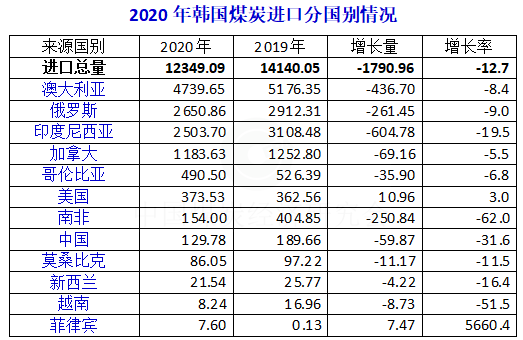 2020年韩国煤炭进口分国别情况
来源国别 2020年 2019年 增长量 增长率
进口总量 12349.09 14140.05 -1790.96 -12.7
澳大利亚 4739.65 5176.35 -436.70 -8.4
俄罗斯 2650.86 2912.31 -261.45 -9.0
印度尼西亚 2503.70 3108.48 -604.78 -19.5
加拿大 1183.63 1252.80 -69.16 -5.5
哥伦比亚 490.50 526.39 -35.90 -6.8
美国 373.53 362.56 10.96 3.0
南非 154.00 404.85 -250.84 -62.0
中国 129.78 189.66 -59.87 -31.6
莫桑比克 86.05 97.22 -11.17 -11.5
新西兰 21.54 25.77 -4.22 -16.4
越南 8.24 16.96 -8.73 -51.5
菲律宾 7.60 0.13 7.47 5660.4